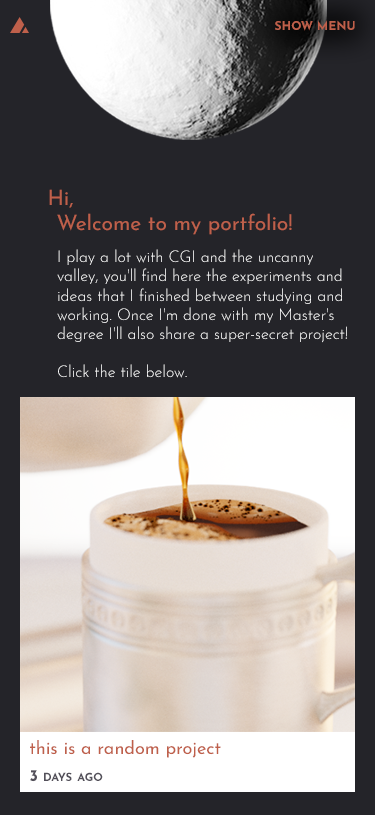 SHOW MENU
Hi,
Welcome to my portfolio!
I play a lot with CGI and the uncanny
valley, you'll find here the experiments and
ideas that I finished between studying and
working. Once I'm done with my Master's
degree I'll also share a super-secret project!
Click the tile below.
this is a random project
3 DAYS AGO